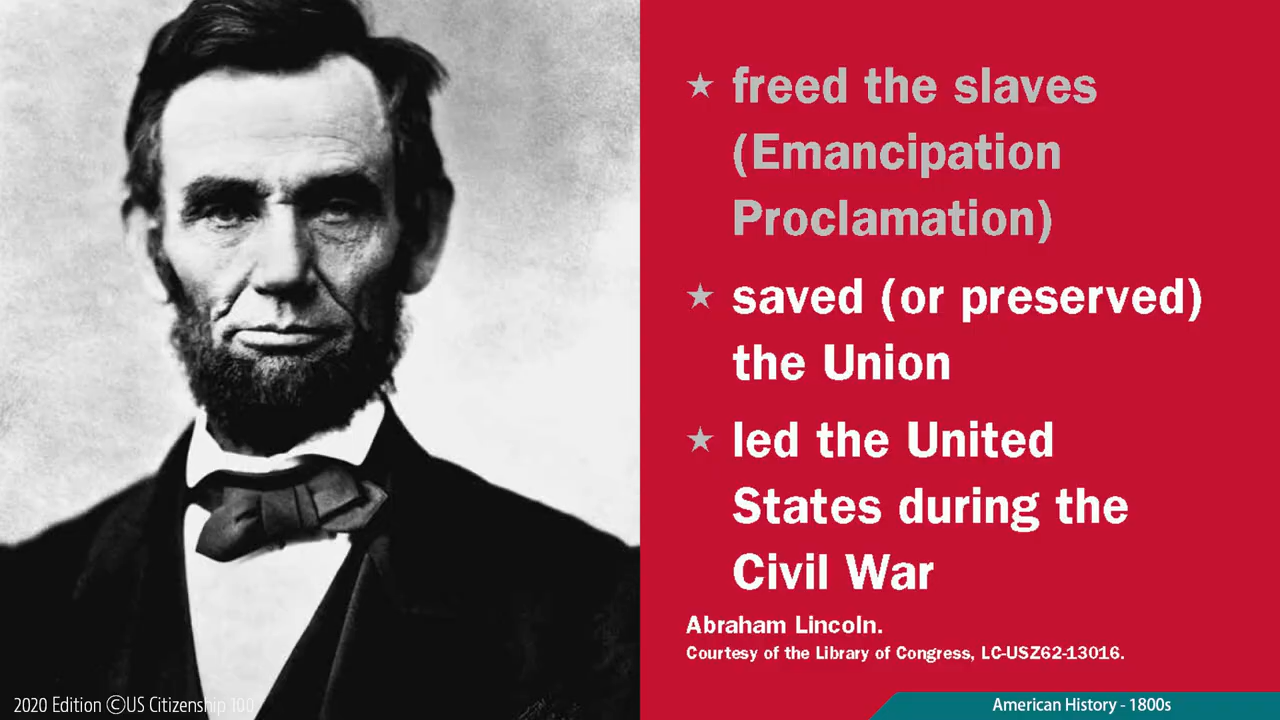 ★ freed the slaves
(Emancipation
Proclamation)
★ saved (or preserved)
the Union
★ led the United
States during the
Civil War
Abraham Lincoln.
Courtesy of the Library of Congress, LC-USZ62-13016.
2020 Edition ©US Citizenship 100
American History - 1800s